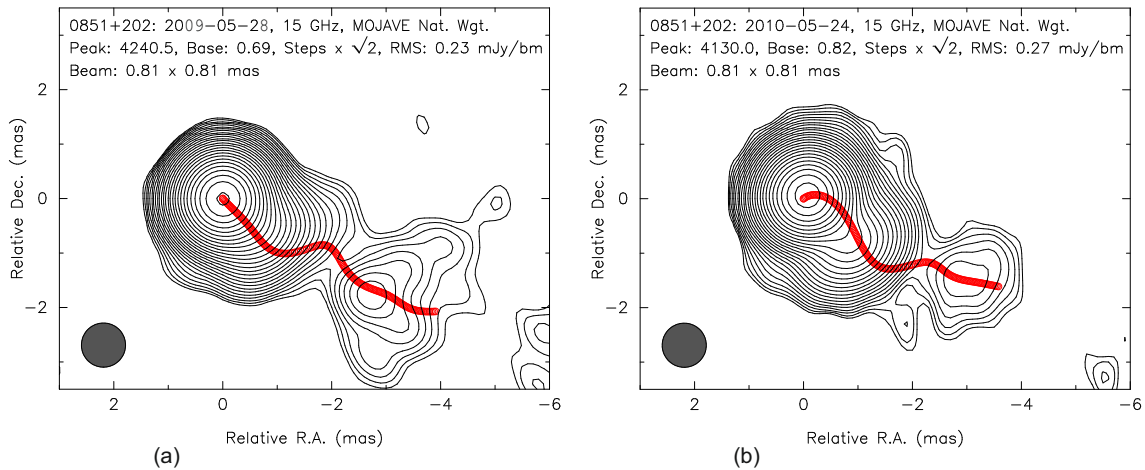 0851+202: 2009-05-28, 15 GHz, MOJAVE Nat. Wgt.
Peak: 4240.5, Base: 0.69, Steps x √2, RMS: 0.23 mJy/bm
Beam: 0.81 x 0.81 mas
2
0
-2
Relative Dec. (mas)
2 0 -2 -4 -6
Relative R.A. (mas)
(a)
0851+202: 2010-05-24, 15 GHz, MOJAVE Nat. Wgt.
Peak: 4130.0, Base: 0.82, Steps x √2, RMS: 0.27 mJy/bm
Beam: 0.81 x 0.81 mas
2
0
-2
Relative Dec. (mas)
2 0 -2 -4 -6
Relative R.A. (mas)
(b)